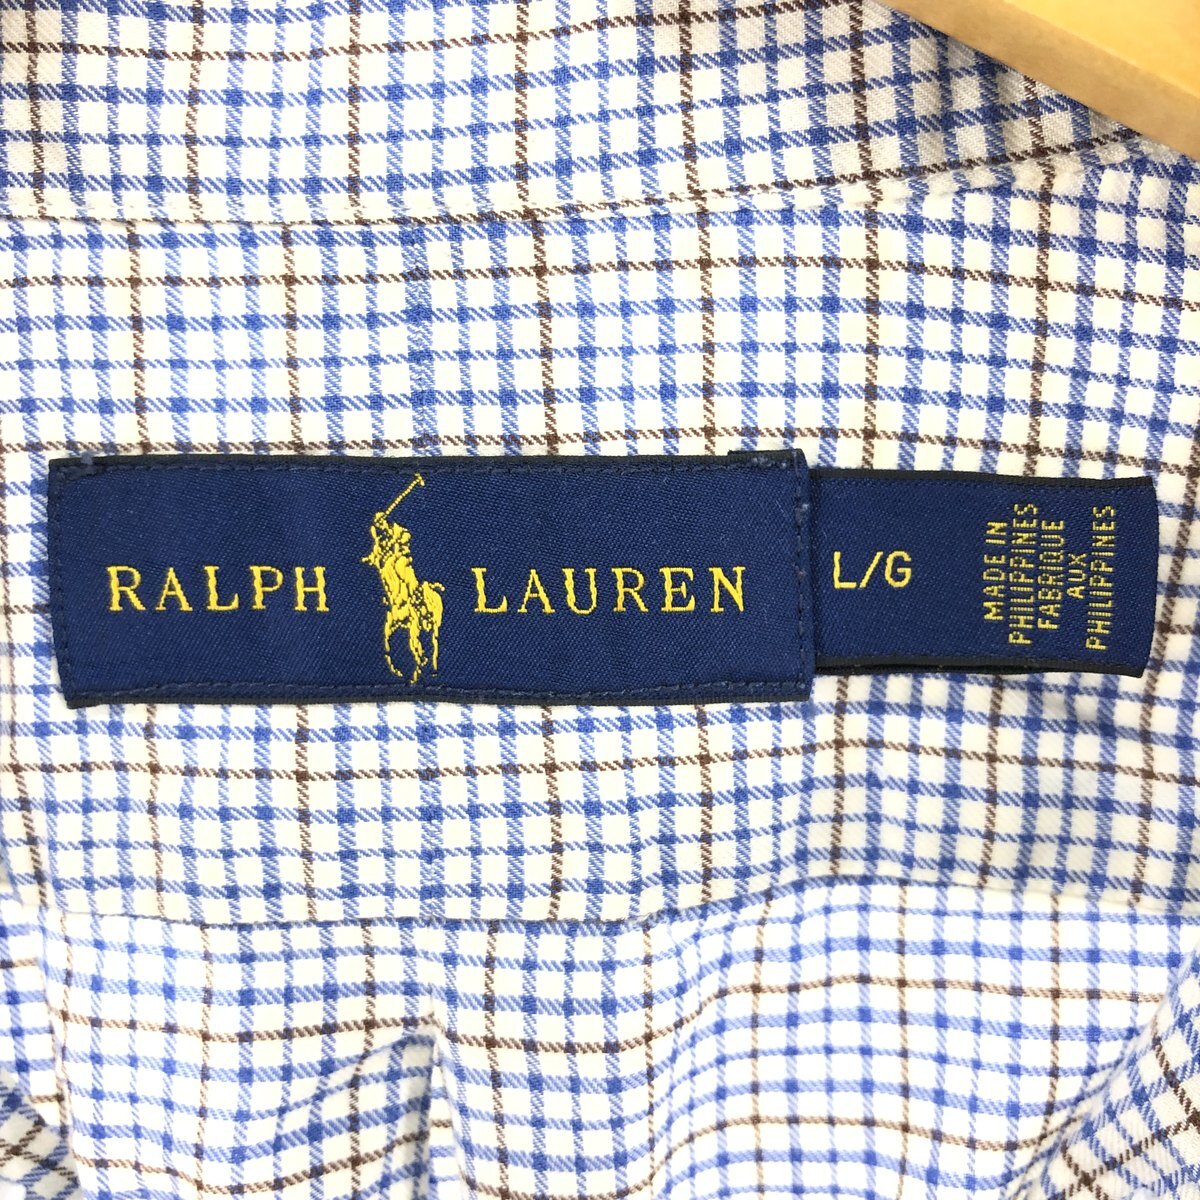 RALPH LAUREN
L/G
MADE IN
PHILIPPINES
FABRIQUE
AUX
PHILIPPINES